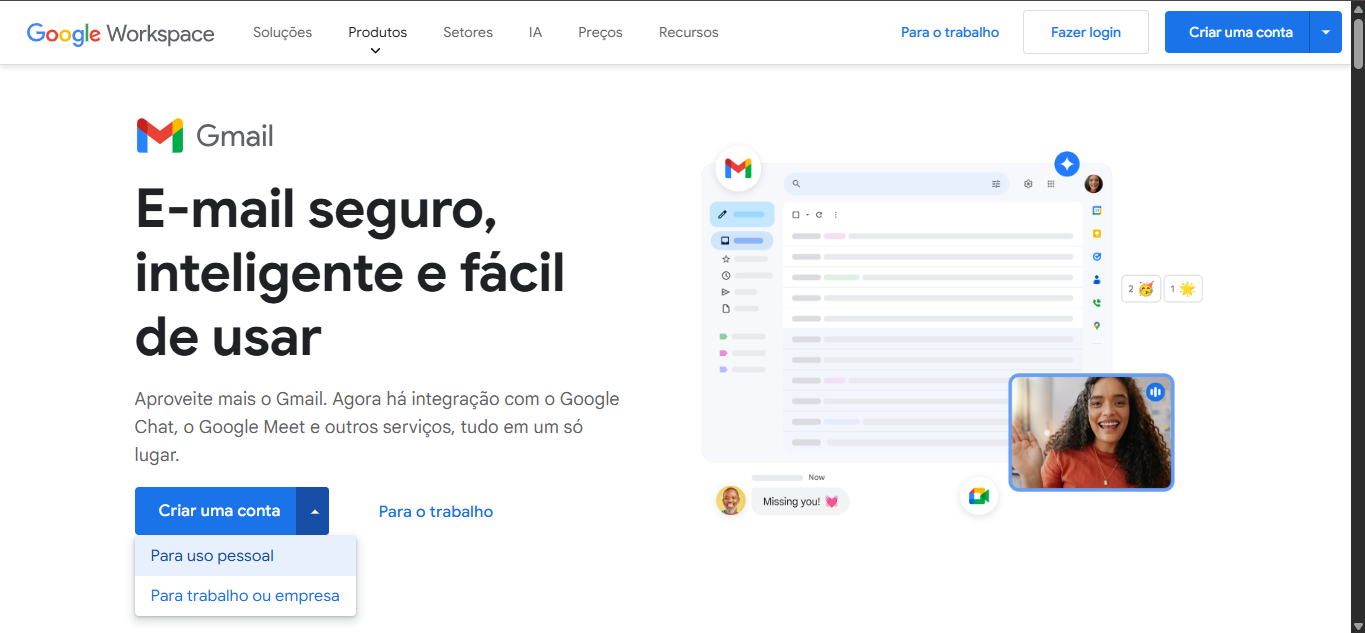 Google Workspace
Soluções
Produtos
Setores
IA
Preços
Recursos
Para o trabalho
Fazer login
Criar uma conta
Gmail
E-mail seguro,
inteligente e fácil
de usar
Aproveite mais o Gmail. Agora há integração com o Google
Chat, o Google Meet e outros serviços, tudo em um só
lugar.
Criar uma conta
Para o trabalho
Para uso pessoal
Para trabalho ou empresa
2 🥳
1 🌟
Now
Missing you! 💓